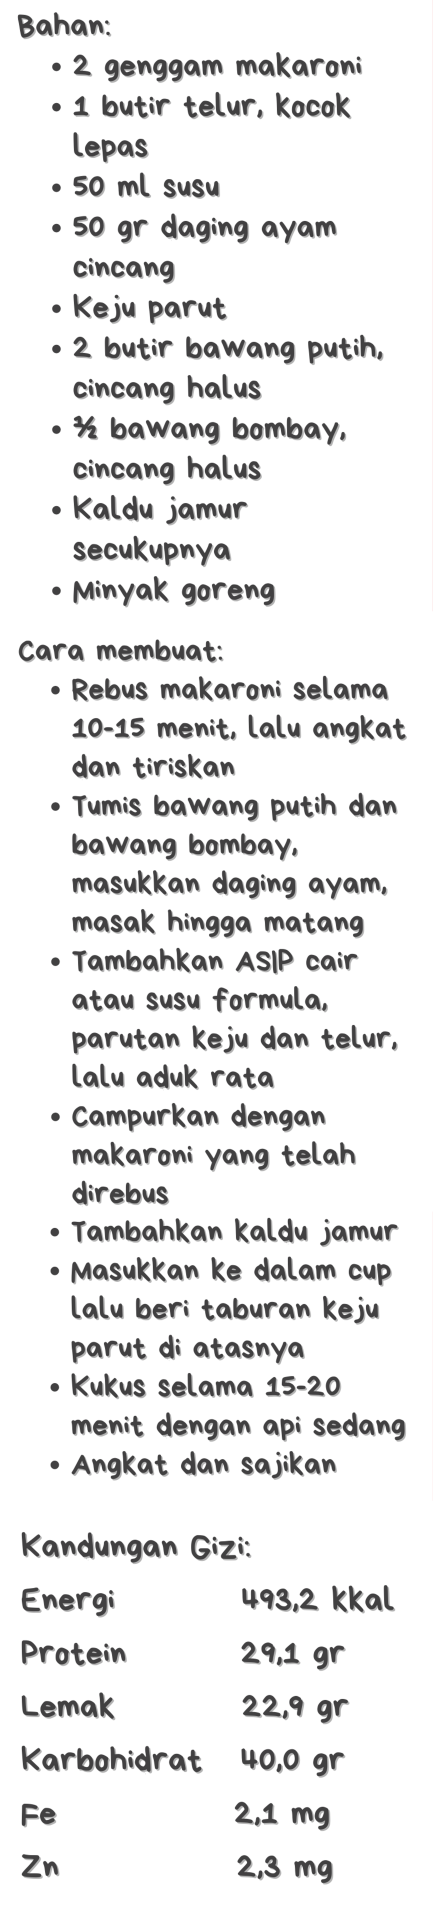 Bahan:
• 2 genggam makaroni
• 1 butir telur, kocok
lepas
• 50 ml susu
• 50 gr daging ayam
cincang
• Keju parut
• 2 butir bawang putih,
cincang halus
• ½ bawang bombay,
cincang halus
• Kaldu jamur
secukupnya
• Minyak goreng
Cara membuat:
• Rebus makaroni selama
10-15 menit, lalu angkat
dan tiriskan
• Tumis bawang putih dan
bawang bombay,
masukkan daging ayam,
masak hingga matang
• Tambahkan ASIP cair
atau susu formula,
parutan keju dan telur,
lalu aduk rata
• Campurkan dengan
makaroni yang telah
direbus
• Tambahkan kaldu jamur
• Masukkan ke dalam cup
lalu beri taburan keju
parut di atasnya
• Kukus selama 15-20
menit dengan api sedang
• Angkat dan sajikan
Kandungan Gizi:
Energi 493,2 kkal
Protein 29,1 gr
Lemak 22,9 gr
Karbohidrat 40,0 gr
Fe 2,1 mg
Zn 2,3 mg